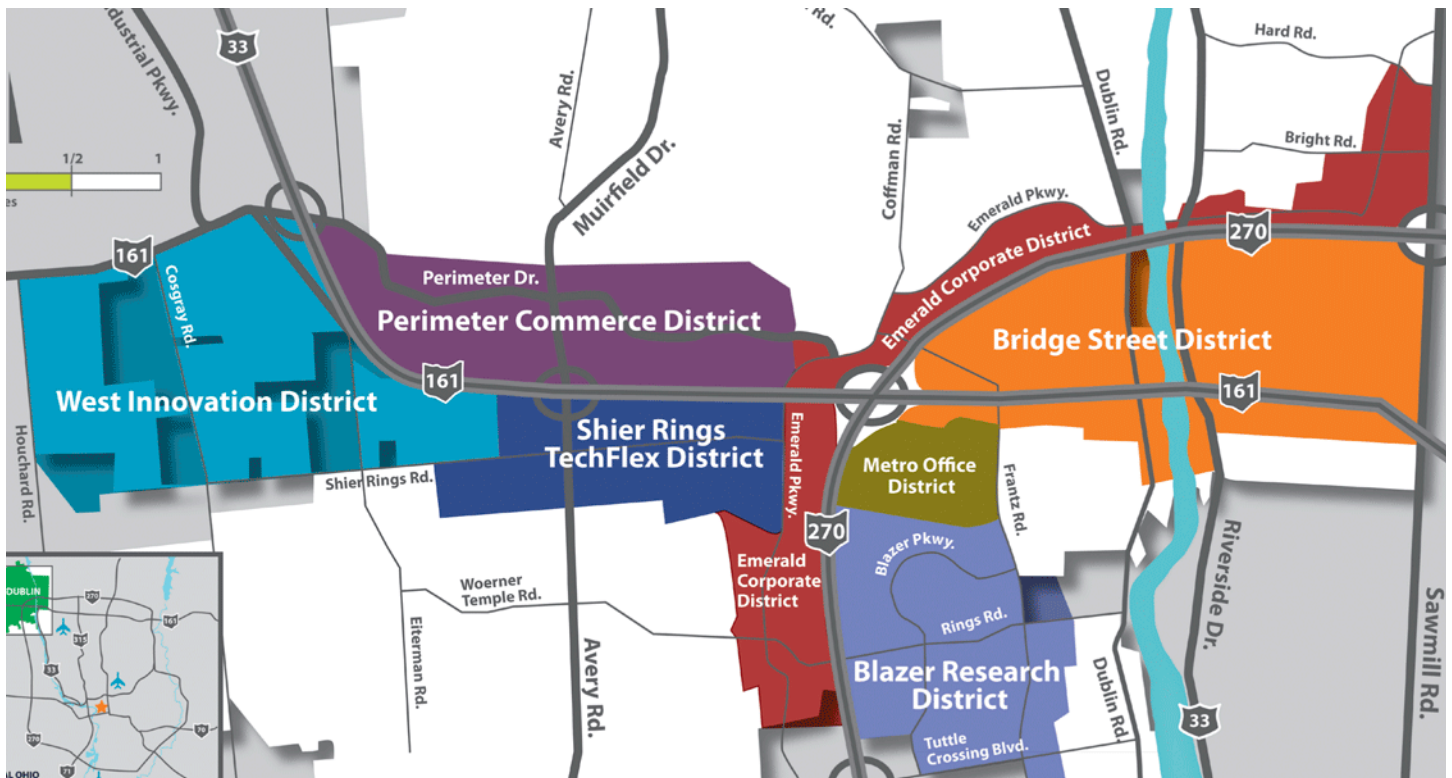 33
Industrial Pkwy.
Avery Rd.
Muirfield Dr.
Rd.
Coffman Rd.
Dublin Rd.
Hard Rd.
Bright Rd.
1/2
1
161
Cosgray Rd.
Perimeter Dr.
Perimeter Commerce District
Emerald Pkwy.
Emerald Corporate District
270
Bridge Street District
161
161
West Innovation District
Houchard Rd.
Shier Rings
TechFlex District
Shier Rings Rd.
Emerald Pkwy.
Metro Office
District
Frantz Rd.
270
Blazer Pkwy.
Emerald
Corporate
District
Woerner
Temple Rd.
Eiterman Rd.
Avery Rd.
Rings Rd.
Blazer Research
District
Tuttle
Crossing Blvd.
Dublin Rd.
Riverside Dr.
33
Sawmill Rd.
DUBLIN
270
315
161
33
70
270
71
OHIO